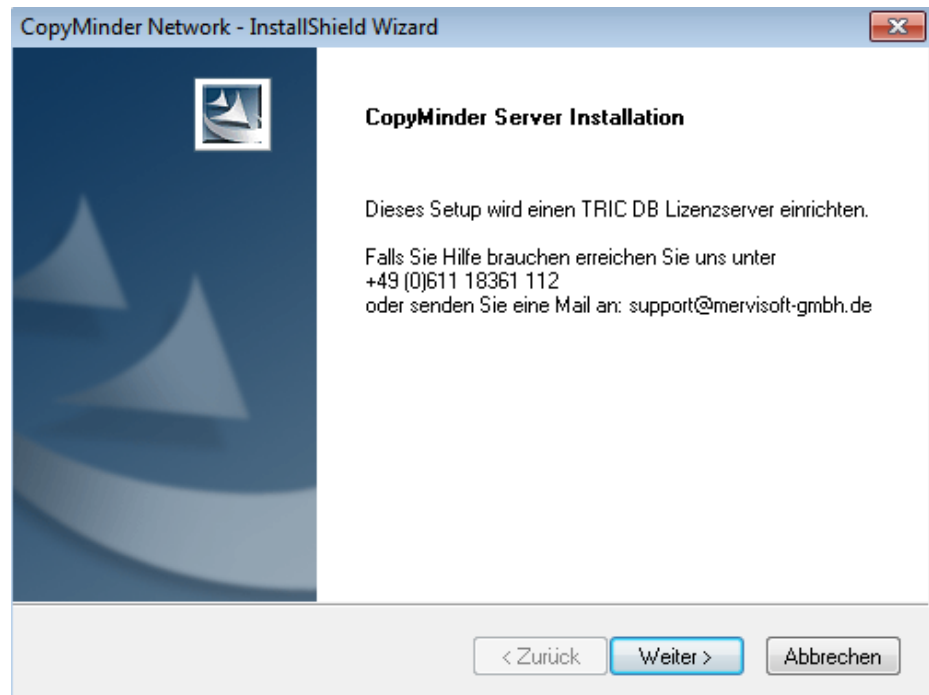 CopyMinder Network - InstallShield Wizard
CopyMinder Server Installation
Dieses Setup wird einen TRIC DB Lizenzserver einrichten.
Falls Sie Hilfe brauchen erreichen Sie uns unter
+49 (0)611 18361 112
oder senden Sie eine Mail an: support@mervisoft-gmbh.de
< Zurück
Weiter >
Abbrechen